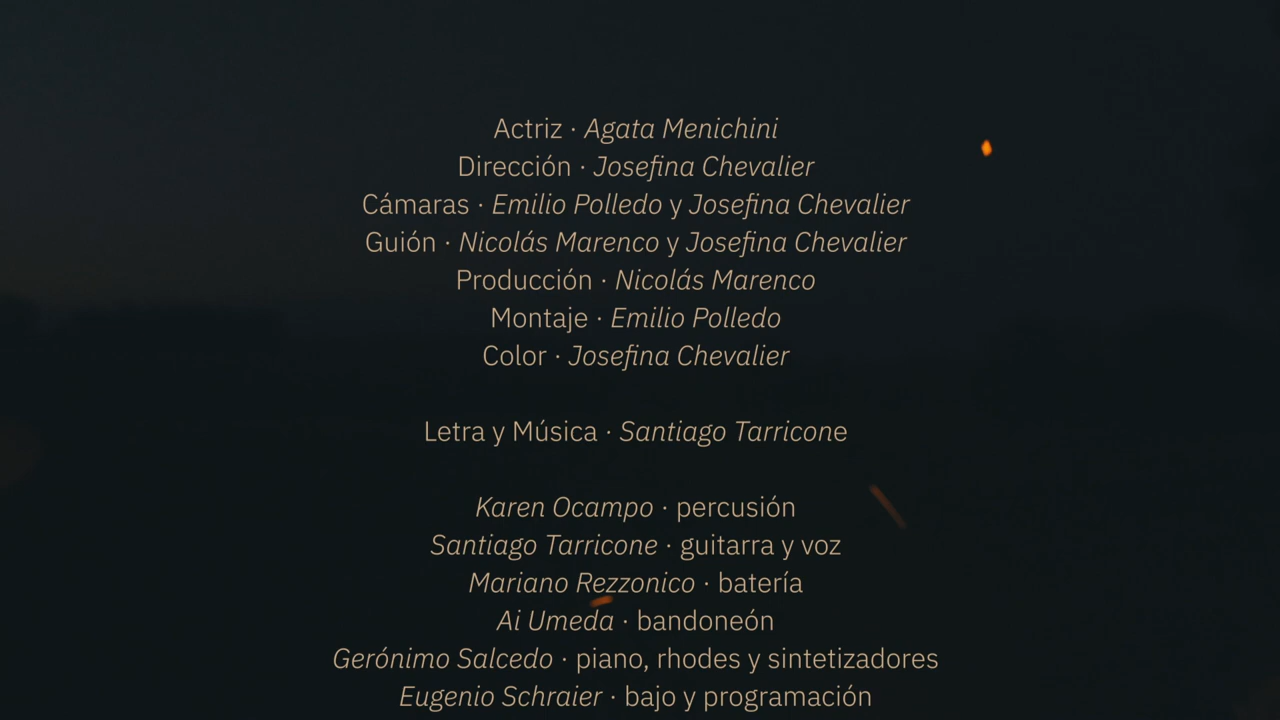 Actriz · Agata Menichini
Dirección · Josefina Chevalier
Cámaras · Emilio Polledo y Josefina Chevalier
Guión · Nicolás Marenco y Josefina Chevalier
Producción · Nicolás Marenco
Montaje · Emilio Polledo
Color · Josefina Chevalier
Letra y Música · Santiago Tarricone
Karen Ocampo · percusión
Santiago Tarricone · guitarra y voz
Mariano Rezzonico · batería
Ai Umeda · bandoneón
Gerónimo Salcedo · piano, rhodes y sintetizadores
Eugenio Schraier · bajo y programación